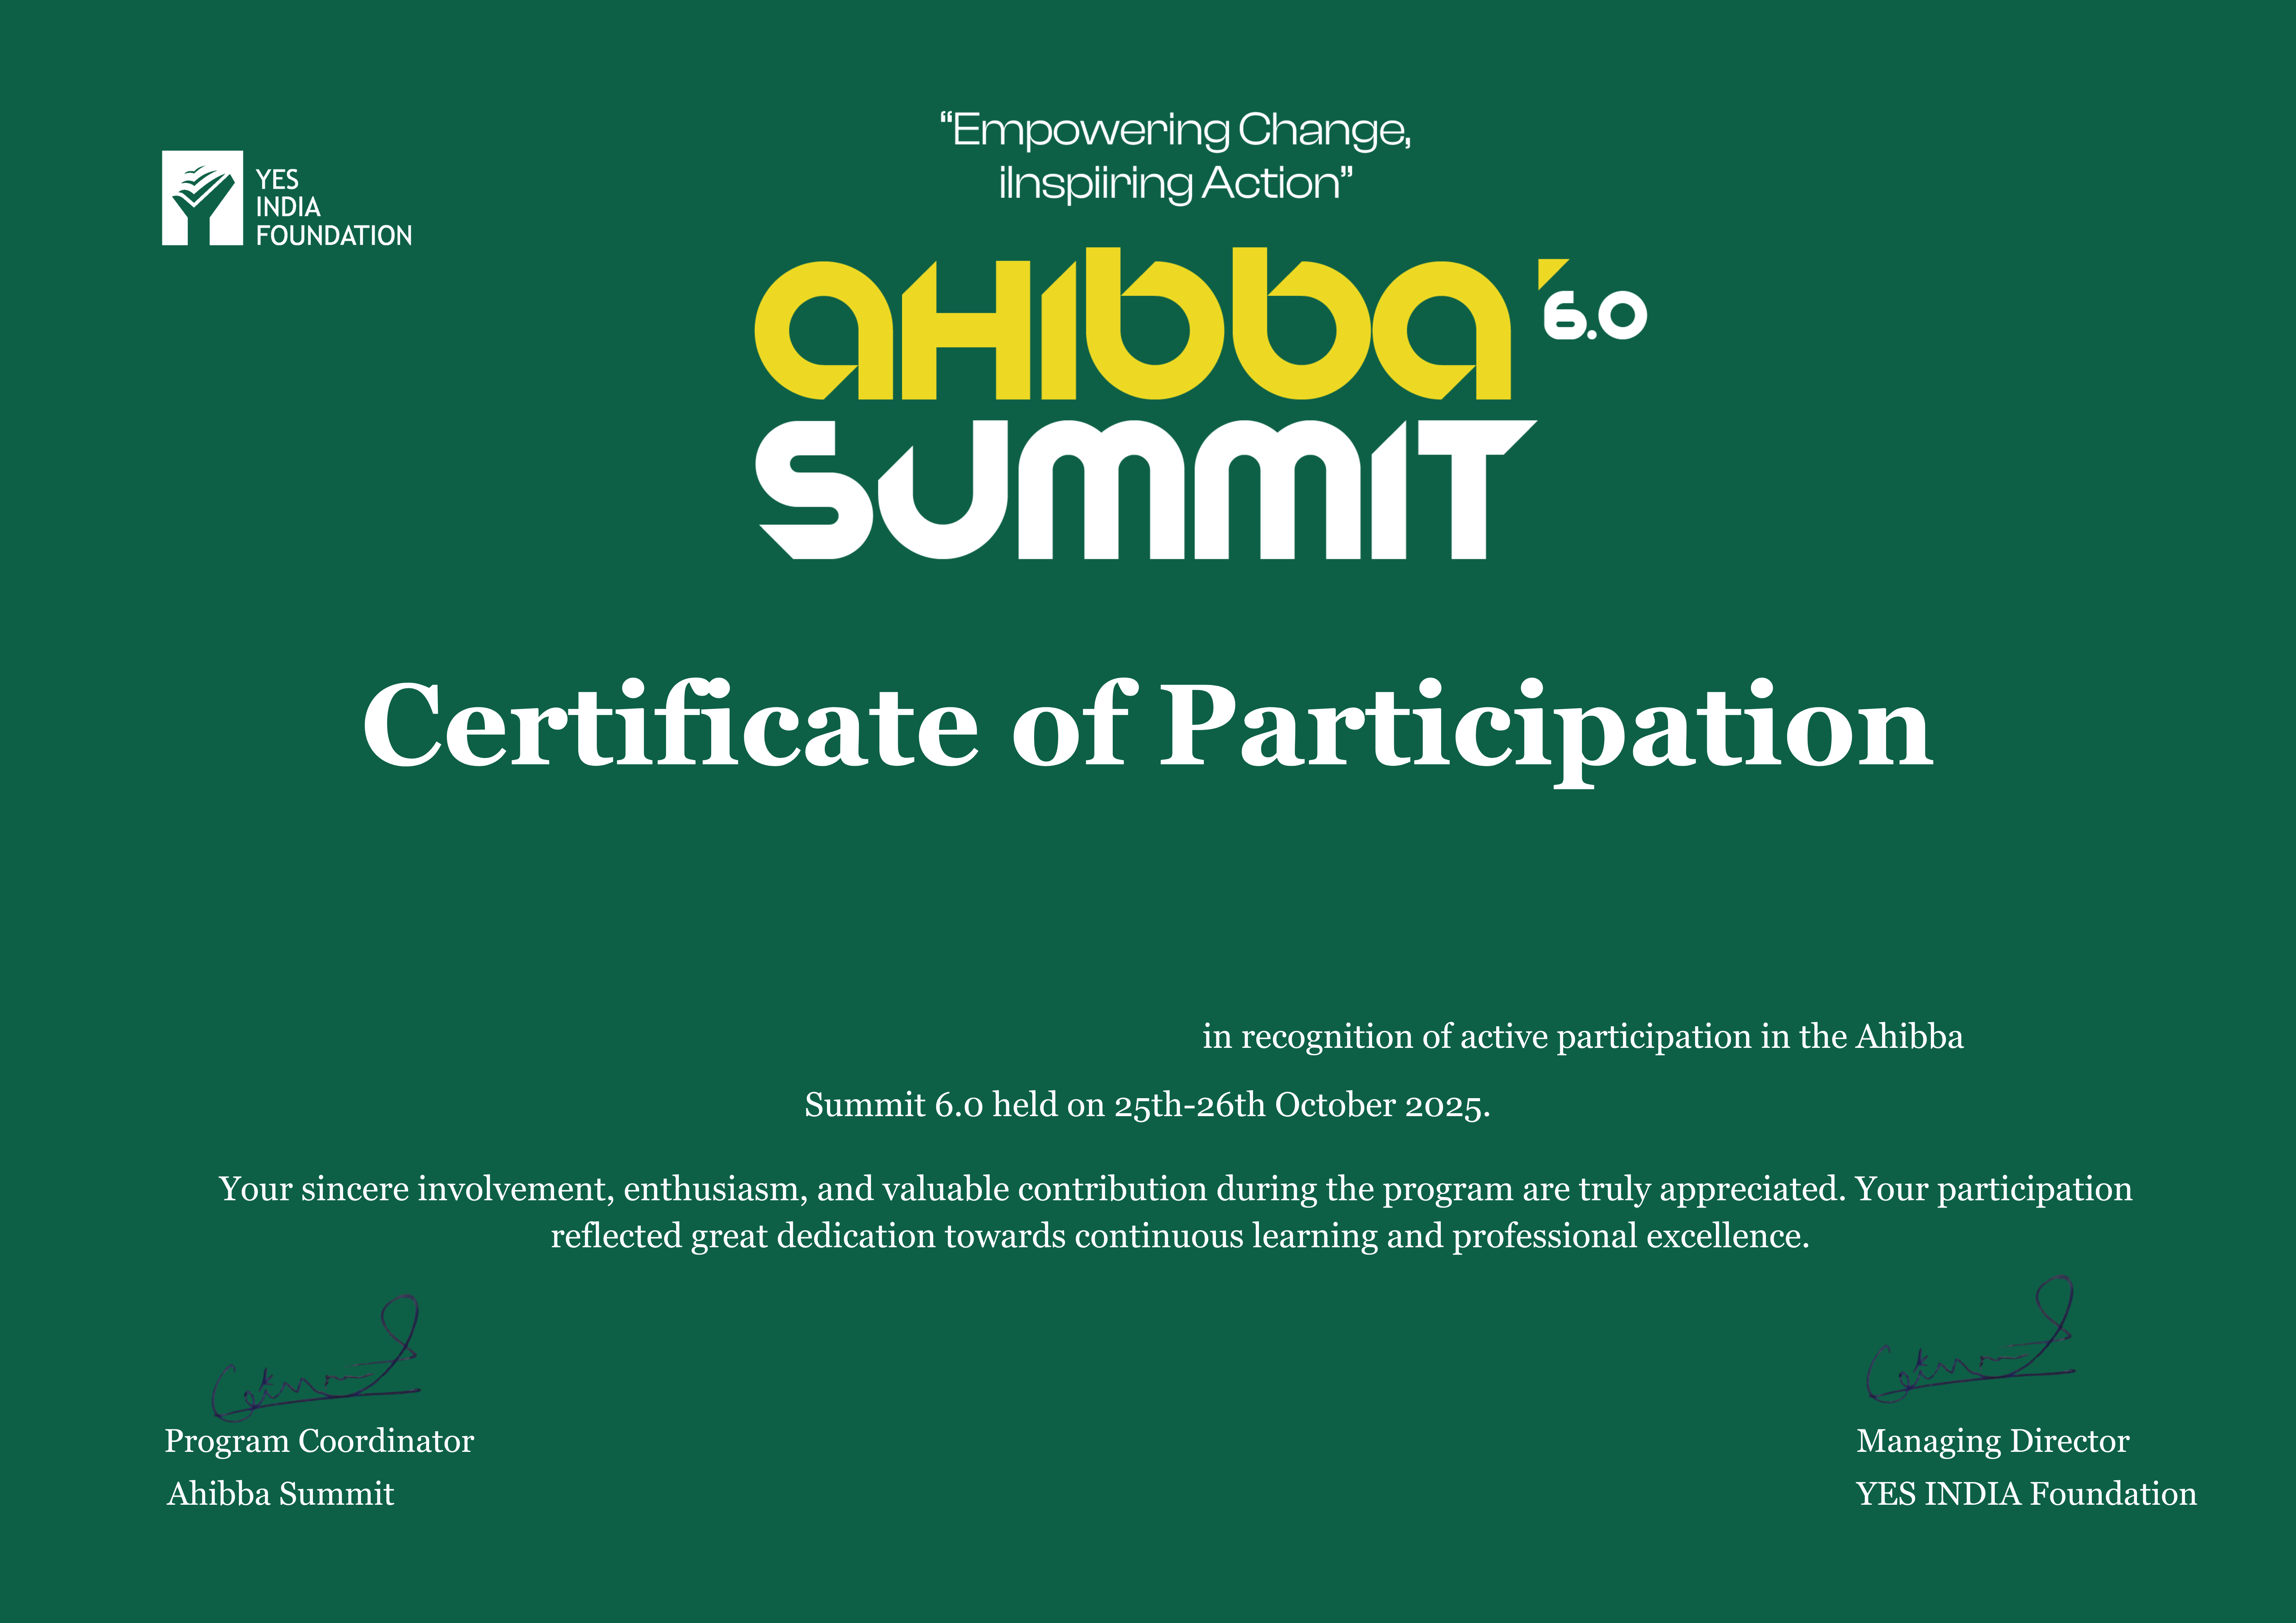 “Empowering Change,
iInspiiring Action”
YES
INDIA
FOUNDATION
AHIbba 6.0
SUMMIT
Certificate of Participation
in recognition of active participation in the Ahibba
Summit 6.0 held on 25th-26th October 2025.
Your sincere involvement, enthusiasm, and valuable contribution during the program are truly appreciated. Your participation
reflected great dedication towards continuous learning and professional excellence.
Program Coordinator
Ahibba Summit
Managing Director
YES INDIA Foundation